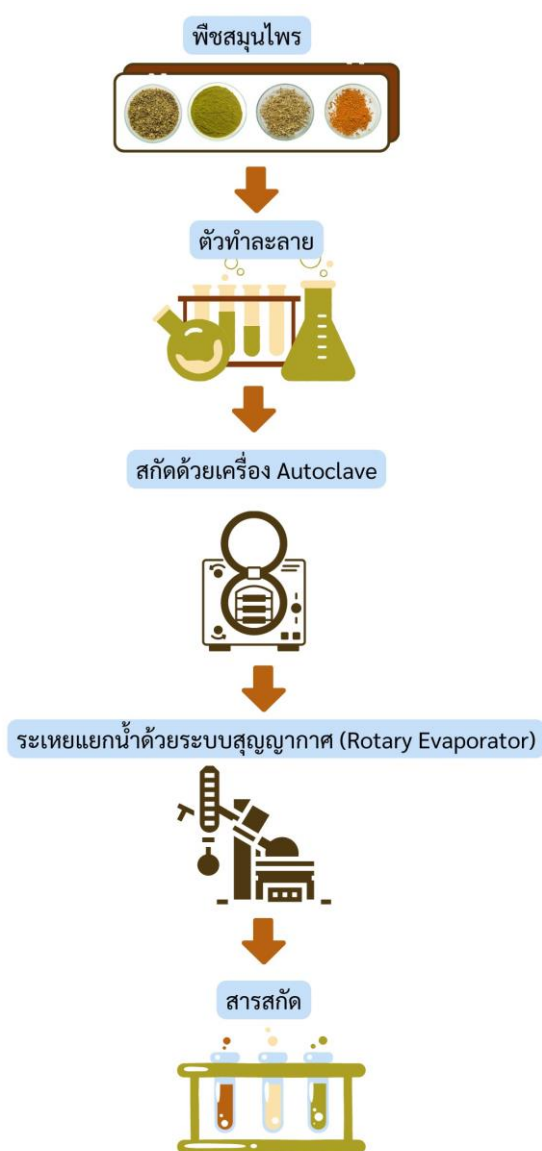 พืชสมุนไพร
ตัวทำละลาย
สกัดด้วยเครื่อง Autoclave
ระเหยแยกน้ำด้วยระบบสุญญากาศ (Rotary Evaporator)
สารสกัด